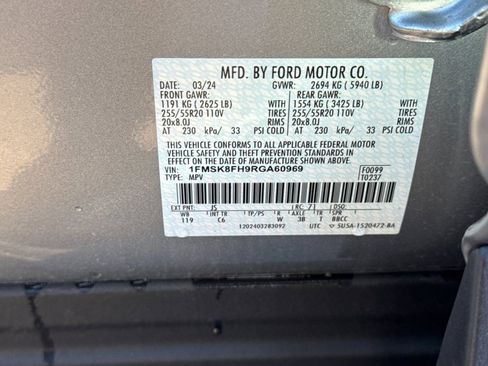 MFD. BY FORD MOTOR CO.
DATE: 03/24 GVWR: 2694 KG ( 5940 LB)
FRONT GAWR: REAR GAWR:
1191 KG ( 2625 LB) WITH 1554 KG ( 3425 LB) WITH
255/55R20 110V TIRES 255/55R20 110V TIRES
20x8.0J RIMS 20x8.0J RIMS
AT 230 kPa/ 33 PSI COLD AT 230 kPa/ 33 PSI COLD
THIS VEHICLE CONFORMS TO ALL APPLICABLE FEDERAL MOTOR
VEHICLE SAFETY AND THEFT PREVENTION STANDARDS IN EFFECT
ON THE DATE OF MANUFACTURE SHOWN ABOVE.
VIN: 1FMSK8FH9RGA60969 F0099
TYPE: MPV T0237
EXT PNT: JS RC: 71 DSO:
WB INT TR TP/PS R AXLE TR SPR
119 C6 W 3B 1 BBCC
1202403283092 UTC 5U5A-1520472-BA